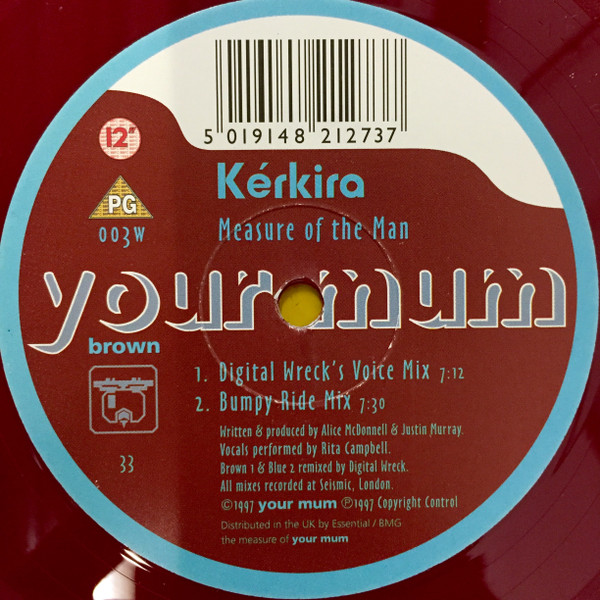 5 019148 212737
12"
Kérkira
PG
003W
Measure of the Man
your mum
brown
1. Digital Wreck's Voice Mix 7:12
2. Bumpy Ride Mix 7:30
33
Written & produced by Alice McDonnell & Justin Murray.
Vocals performed by Rita Campbell.
Brown 1 & Blue 2 remixed by Digital Wreck.
All mixes recorded at Seismic, London.
©1997 your mum ℗1997 Copyright Control
Distributed in the UK by Essential / BMG
the measure of your mum